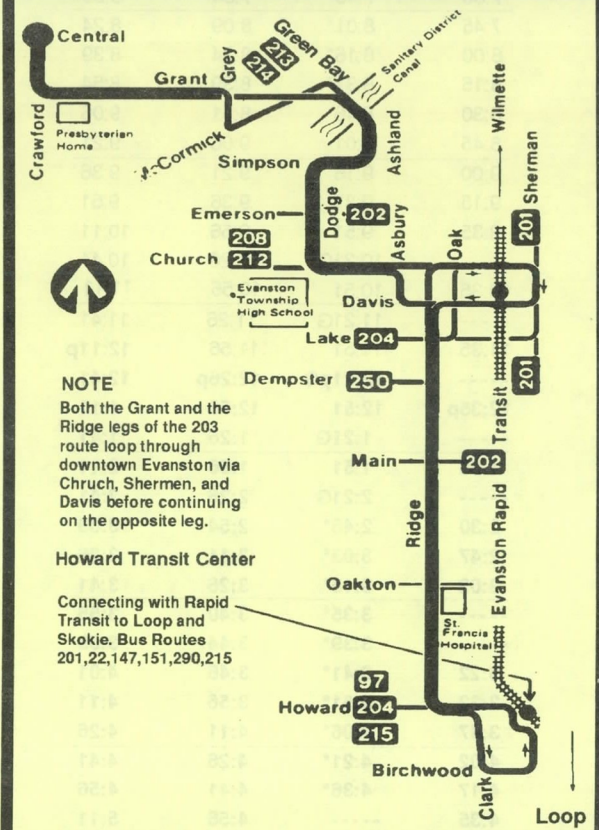 Central
Green Bay
213
214
Sanitary District
Canal
Grey
Grant
Crawford
Presbyterian
Home
Cormick
Simpson
Ashland
Wilmette
Sherman
Emerson
Dodge
202
Asbury
Oak
201
208
Church 212
Evanston
Township
High School
Davis
Lake 204
Dempster 250
201
NOTE
Both the Grant and the
Ridge legs of the 203
route loop through
downtown Evanston via
Chruch, Shermen, and
Davis before continuing
on the opposite leg.
Main
202
Ridge
Evanston Rapid Transit
Howard Transit Center
Connecting with Rapid
Transit to Loop and
Skokie. Bus Routes
201,22,147,151,290,215
Oakton
St.
Francis
Hospital
97
Howard 204
215
Birchwood
Clark
Loop